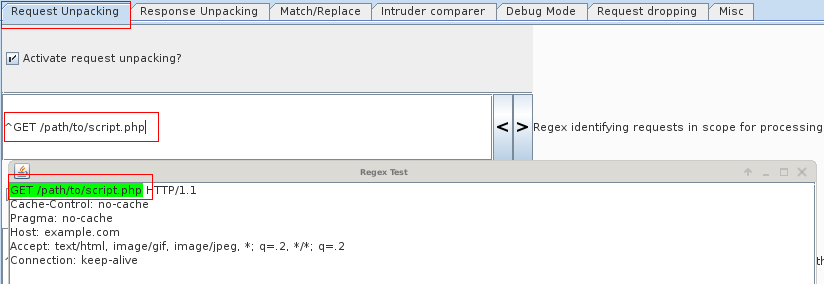 Request Unpacking Response Unpacking Match/Replace Intruder comparer Debug Mode Request dropping Misc
Activate request unpacking?
^GET /path/to/script.php < > Regex identifying requests in scope for processing
Regex Test
GET /path/to/script.php HTTP/1.1
Cache-Control: no-cache
Pragma: no-cache
Host: example.com
Accept: text/html, image/gif, image/jpeg, *; q=.2, */*; q=.2
Connection: keep-alive